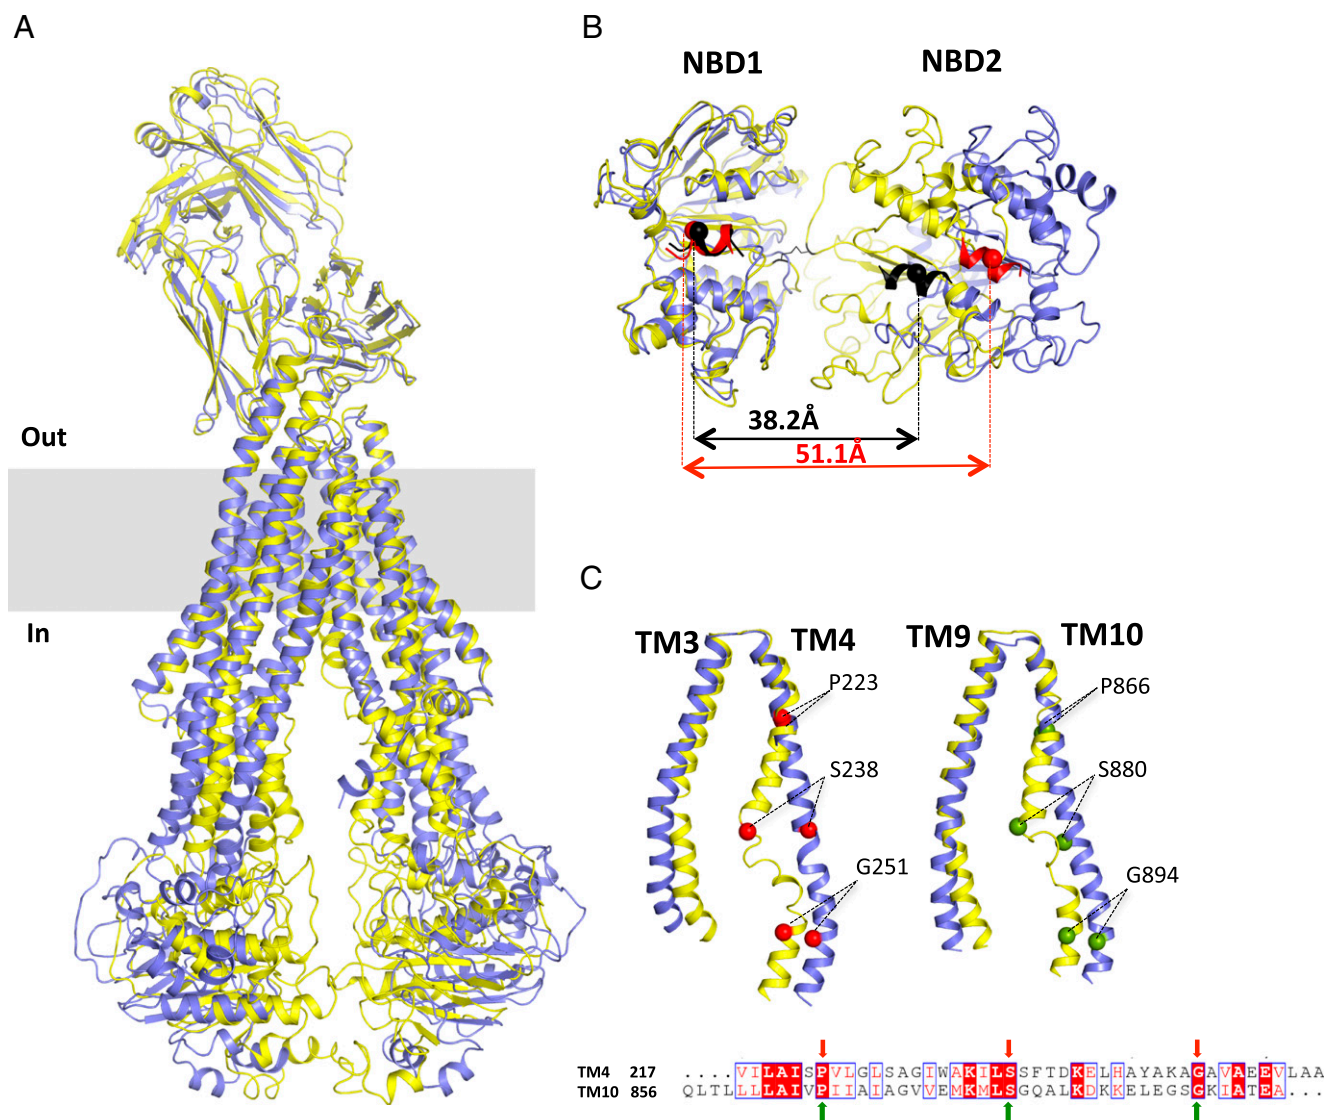 A
B
NBD1
NBD2
38.2Å
51.1Å
Out
In
C
TM3
TM4
TM9
TM10
P223
P866
S238
S880
G251
G894
TM4 217 ....VILAISPVLGLSAGIWAKILSSFTDKELHAYAKAGAVAEEVLAA
TM10 856 QLTLLLLAIVPIIAIAGVVEMKMLSGQALKDKKELEGSGKIATEA...